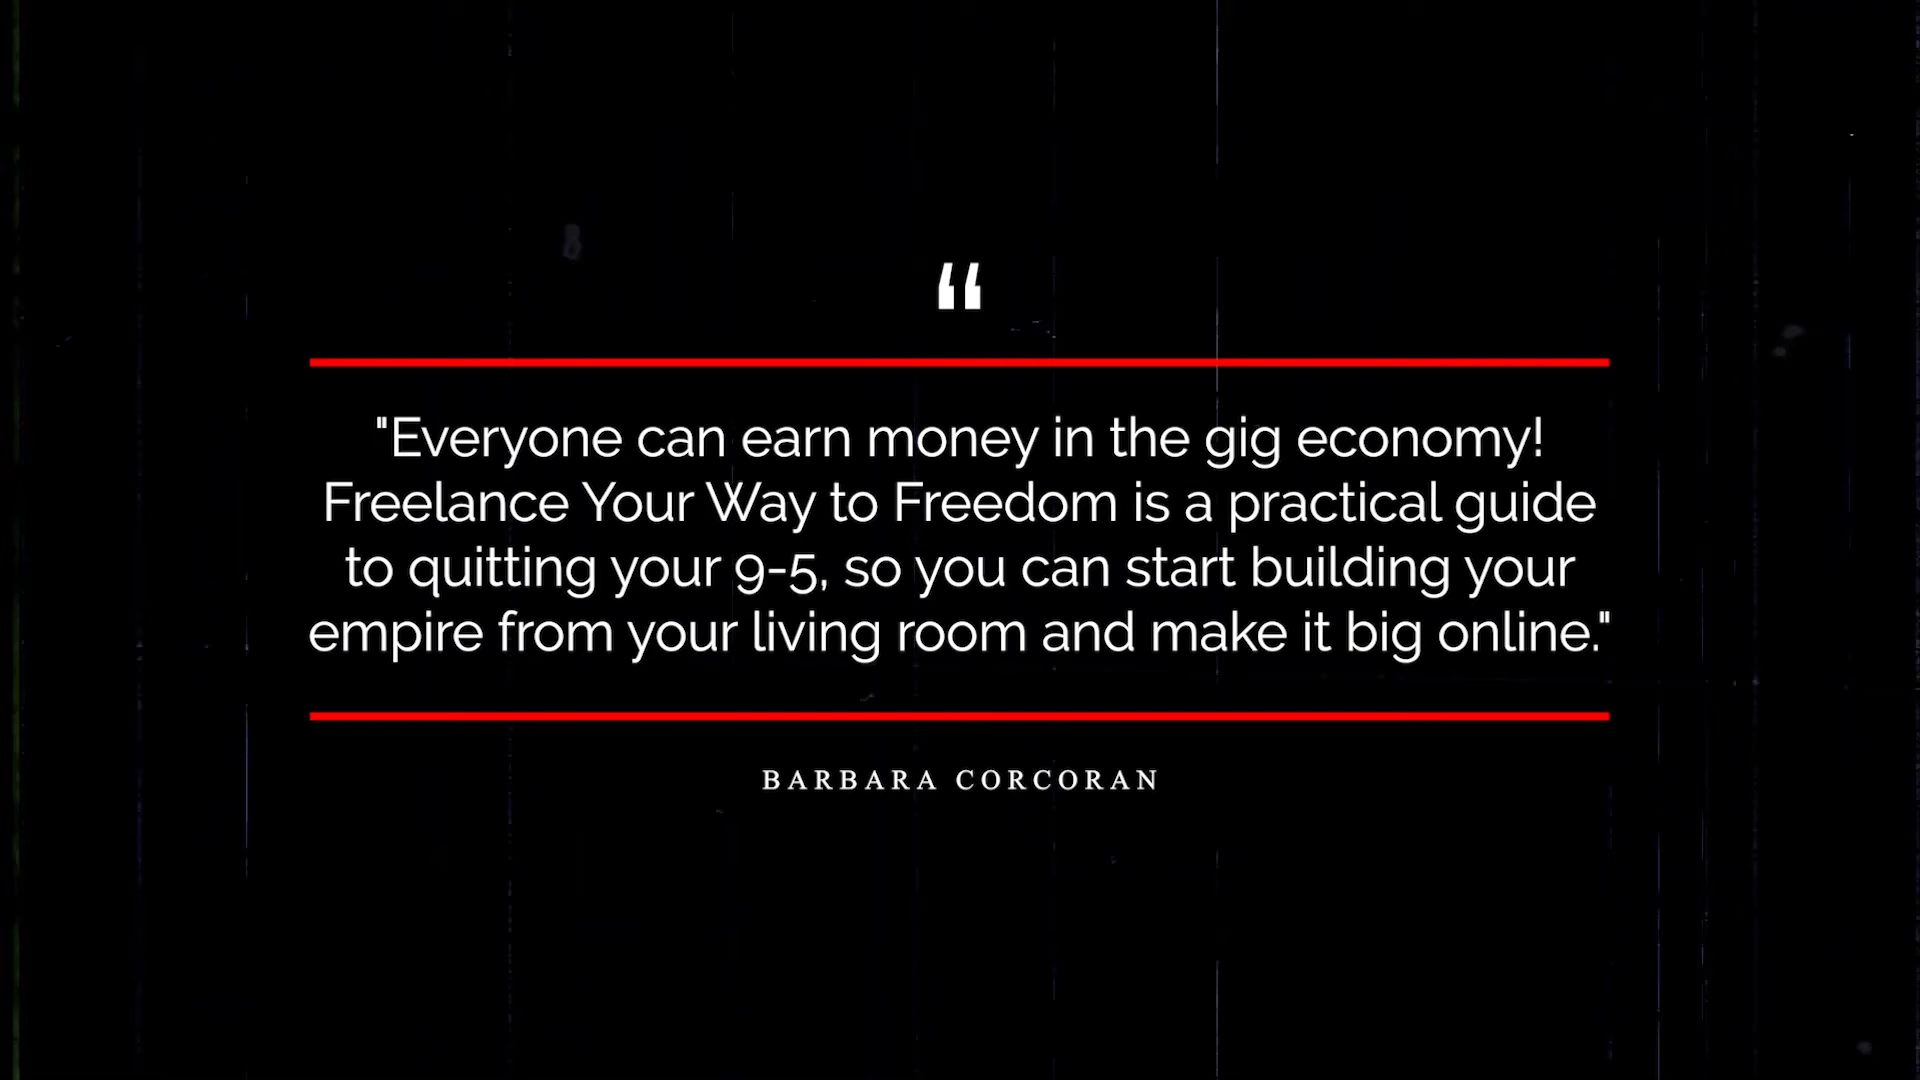 “
"Everyone can earn money in the gig economy!
Freelance Your Way to Freedom is a practical guide
to quitting your 9-5, so you can start building your
empire from your living room and make it big online."
BARBARA CORCORAN